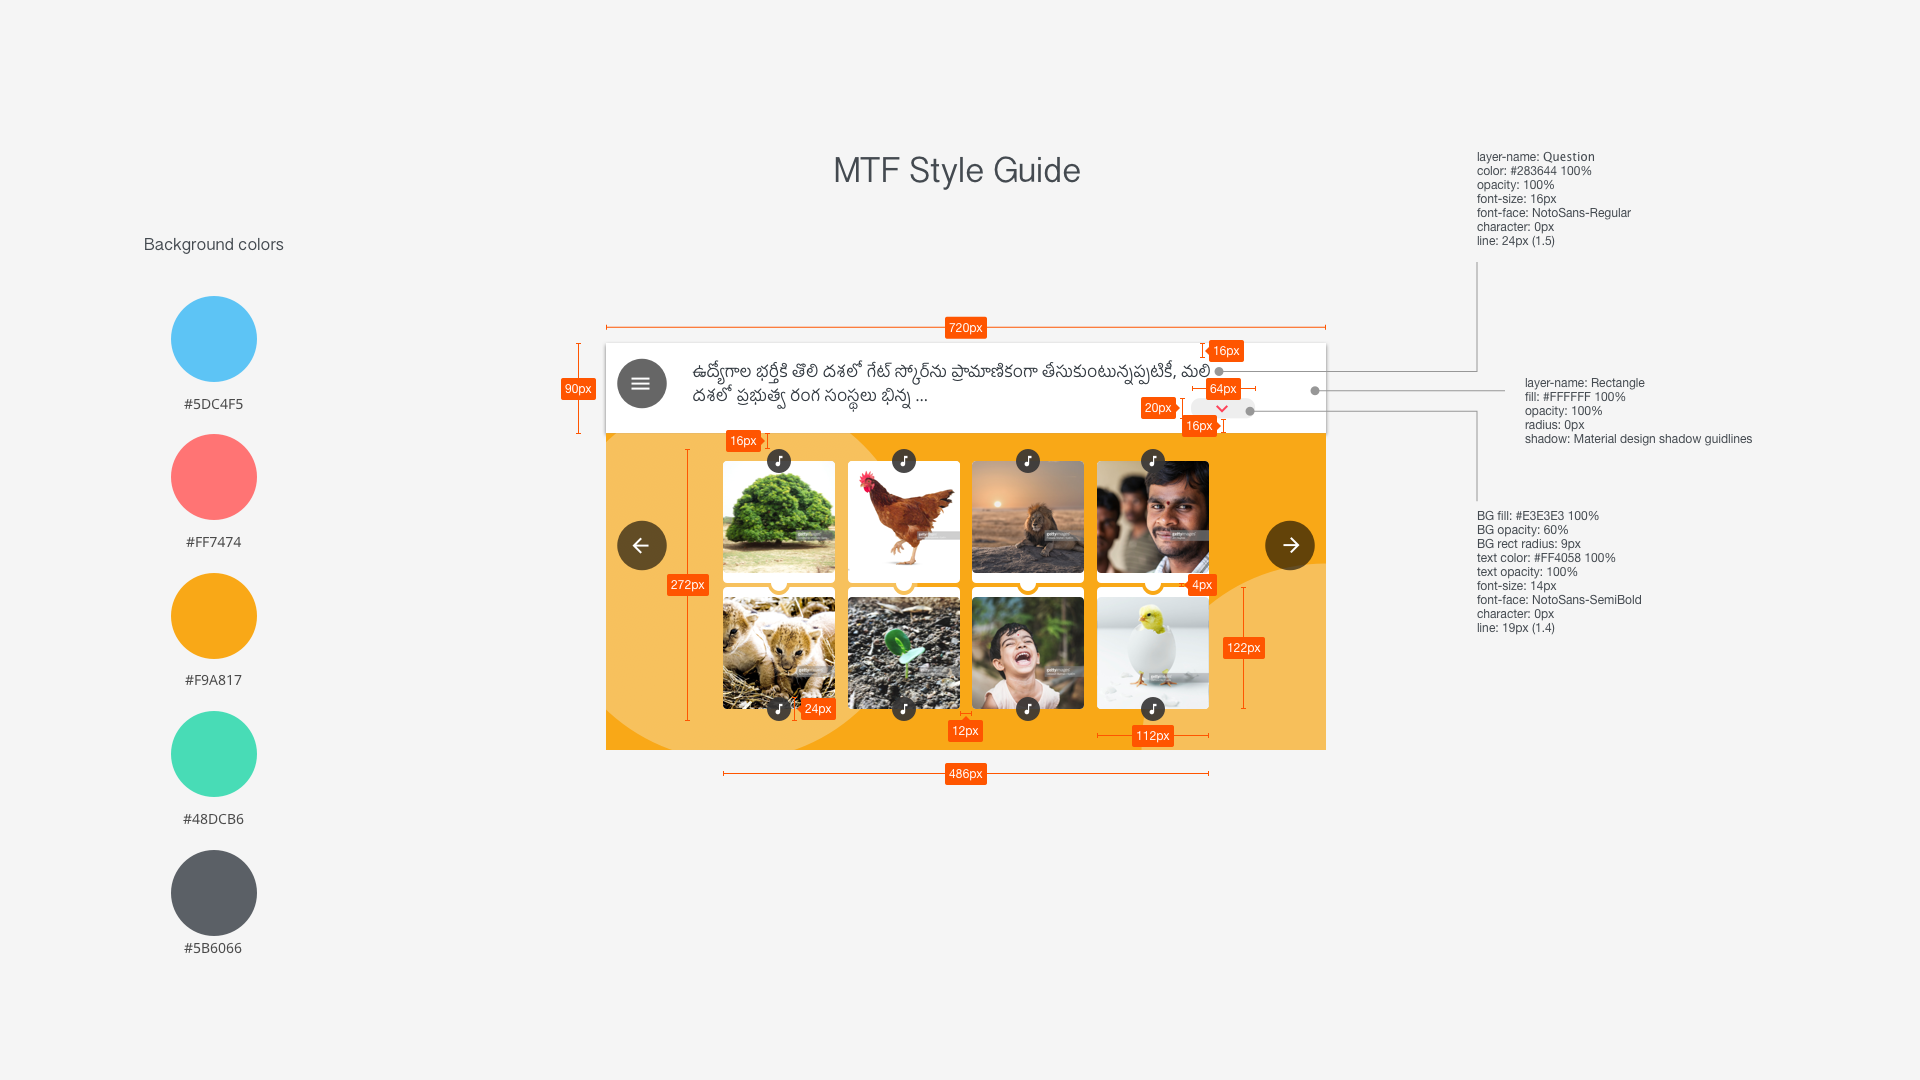 MTF Style Guide
Background colors
#5DC4F5
#FF7474
#F9A817
#48DCB6
#5B6066
720px
90px
ఉద్యోగాల భర్తీకి తొలి దశలో గేట్ స్కోర్‌ను ప్రామాణికంగా తీసుకుంటున్నప్పటికీ, మలి
దశలో ప్రభుత్వ రంగ సంస్థలు భిన్న ...
16px
64px
20px
16px
16px
272px
4px
122px
24px
12px
112px
486px
layer-name: Question
color: #283644 100%
opacity: 100%
font-size: 16px
font-face: NotoSans-Regular
character: 0px
line: 24px (1.5)
layer-name: Rectangle
fill: #FFFFFF 100%
opacity: 100%
radius: 0px
shadow: Material design shadow guidlines
BG fill: #E3E3E3 100%
BG opacity: 60%
BG rect radius: 9px
text color: #FF4058 100%
text opacity: 100%
font-size: 14px
font-face: NotoSans-SemiBold
character: 0px
line: 19px (1.4)